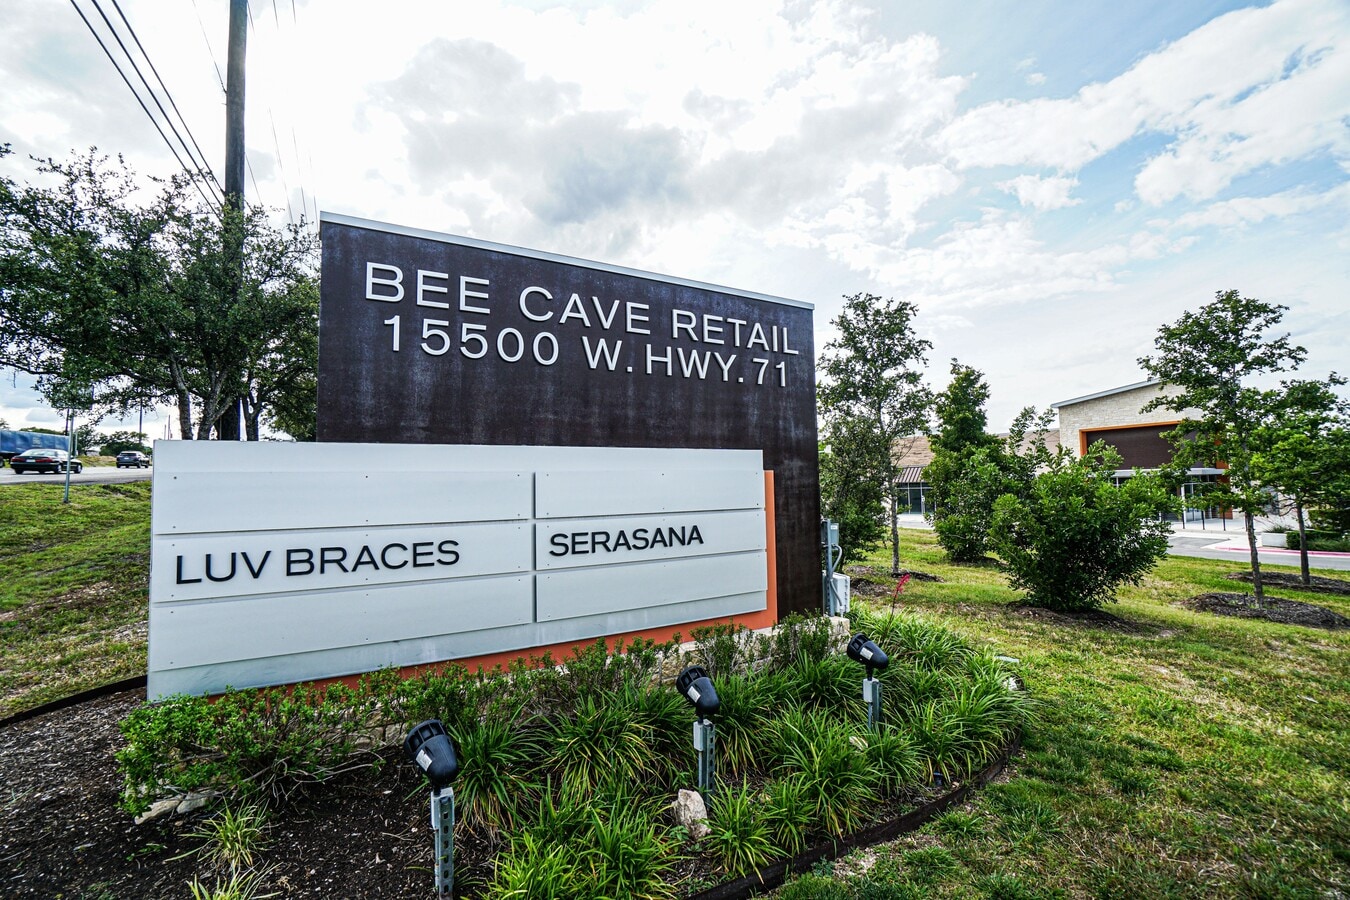 BEE CAVE RETAIL
15500 W. HWY. 71
LUV BRACES
SERASANA